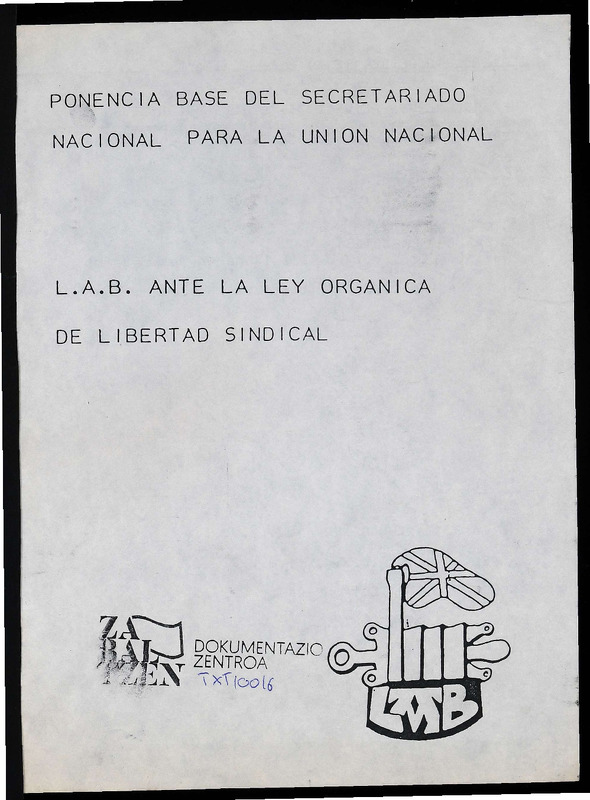 PONENCIA BASE DEL SECRETARIADO
NACIONAL PARA LA UNION NACIONAL
L.A.B. ANTE LA LEY ORGANICA
DE LIBERTAD SINDICAL
ZA
BAL
TZEN
DOKUMENTAZIO
ZENTROA
TXT10016
LAB